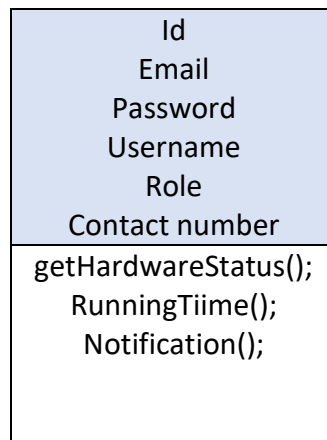 Id
Email
Password
Username
Role
Contact number
getHardwareStatus();
RunningTiime();
Notification();